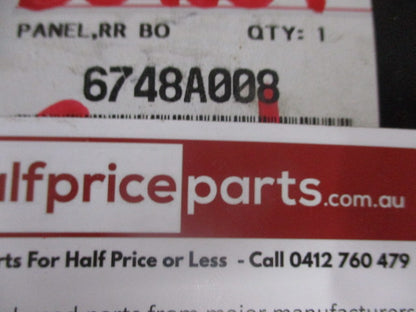 PANEL,RR BO QTY: 1
6748A008
alfpriceparts.com.au
rts For Half Price or Less - Call 0412 760 479